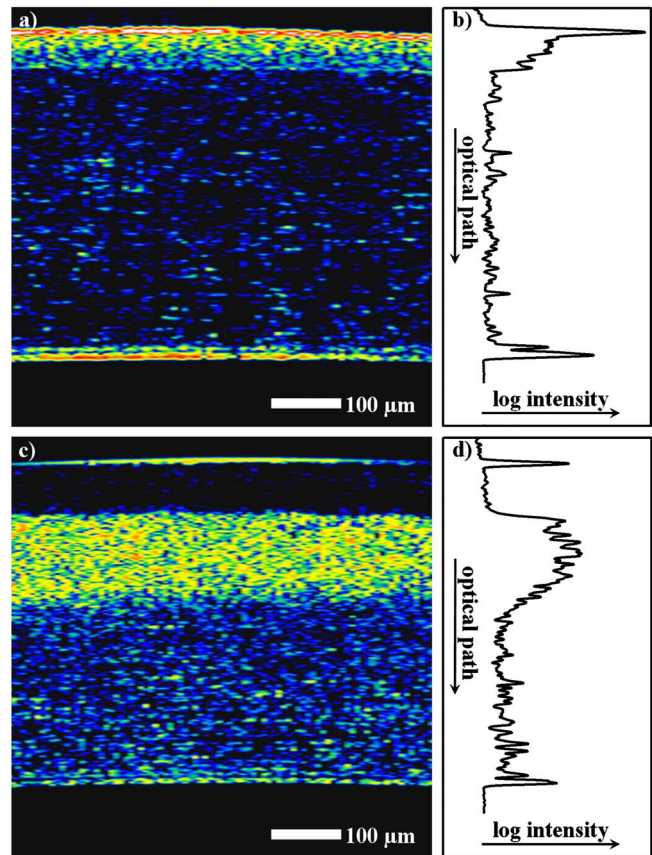 a)
100 µm
b)
optical path
log intensity
c)
100 µm
d)
optical path
log intensity